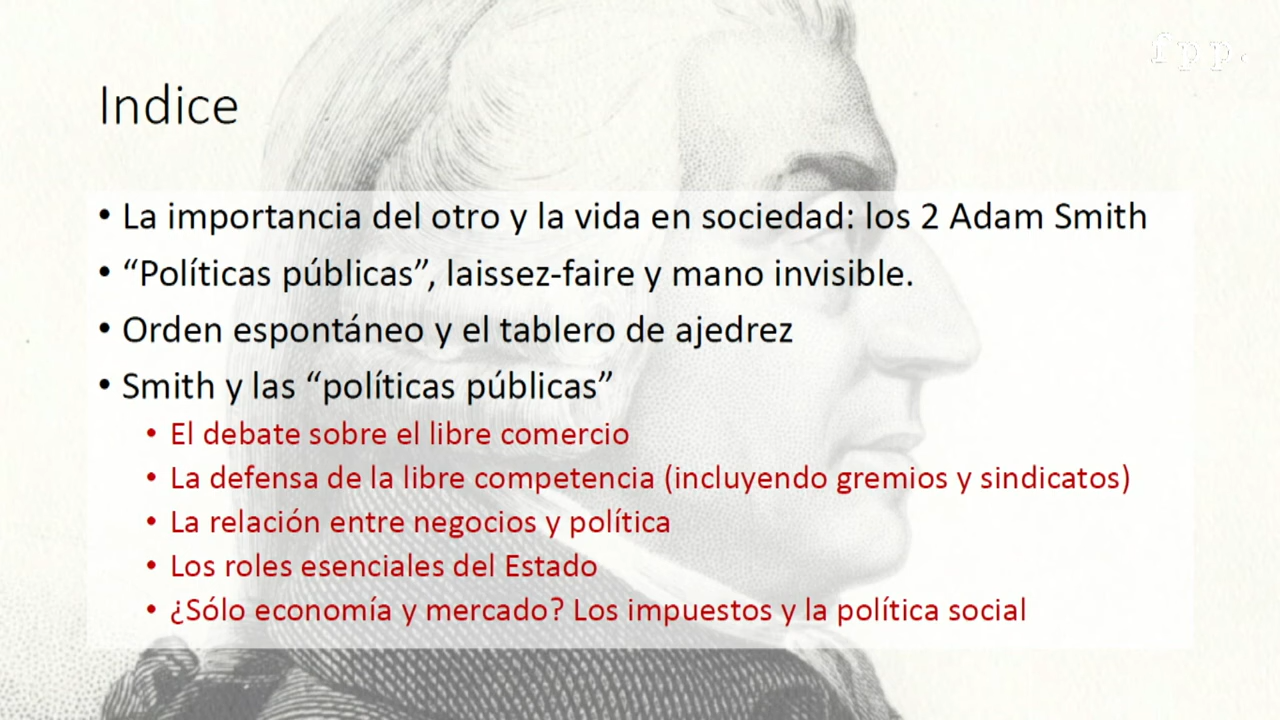 fpp.
Indice
• La importancia del otro y la vida en sociedad: los 2 Adam Smith
• “Políticas públicas”, laissez-faire y mano invisible.
• Orden espontáneo y el tablero de ajedrez
• Smith y las “políticas públicas”
• El debate sobre el libre comercio
• La defensa de la libre competencia (incluyendo gremios y sindicatos)
• La relación entre negocios y política
• Los roles esenciales del Estado
• ¿Sólo economía y mercado? Los impuestos y la política social